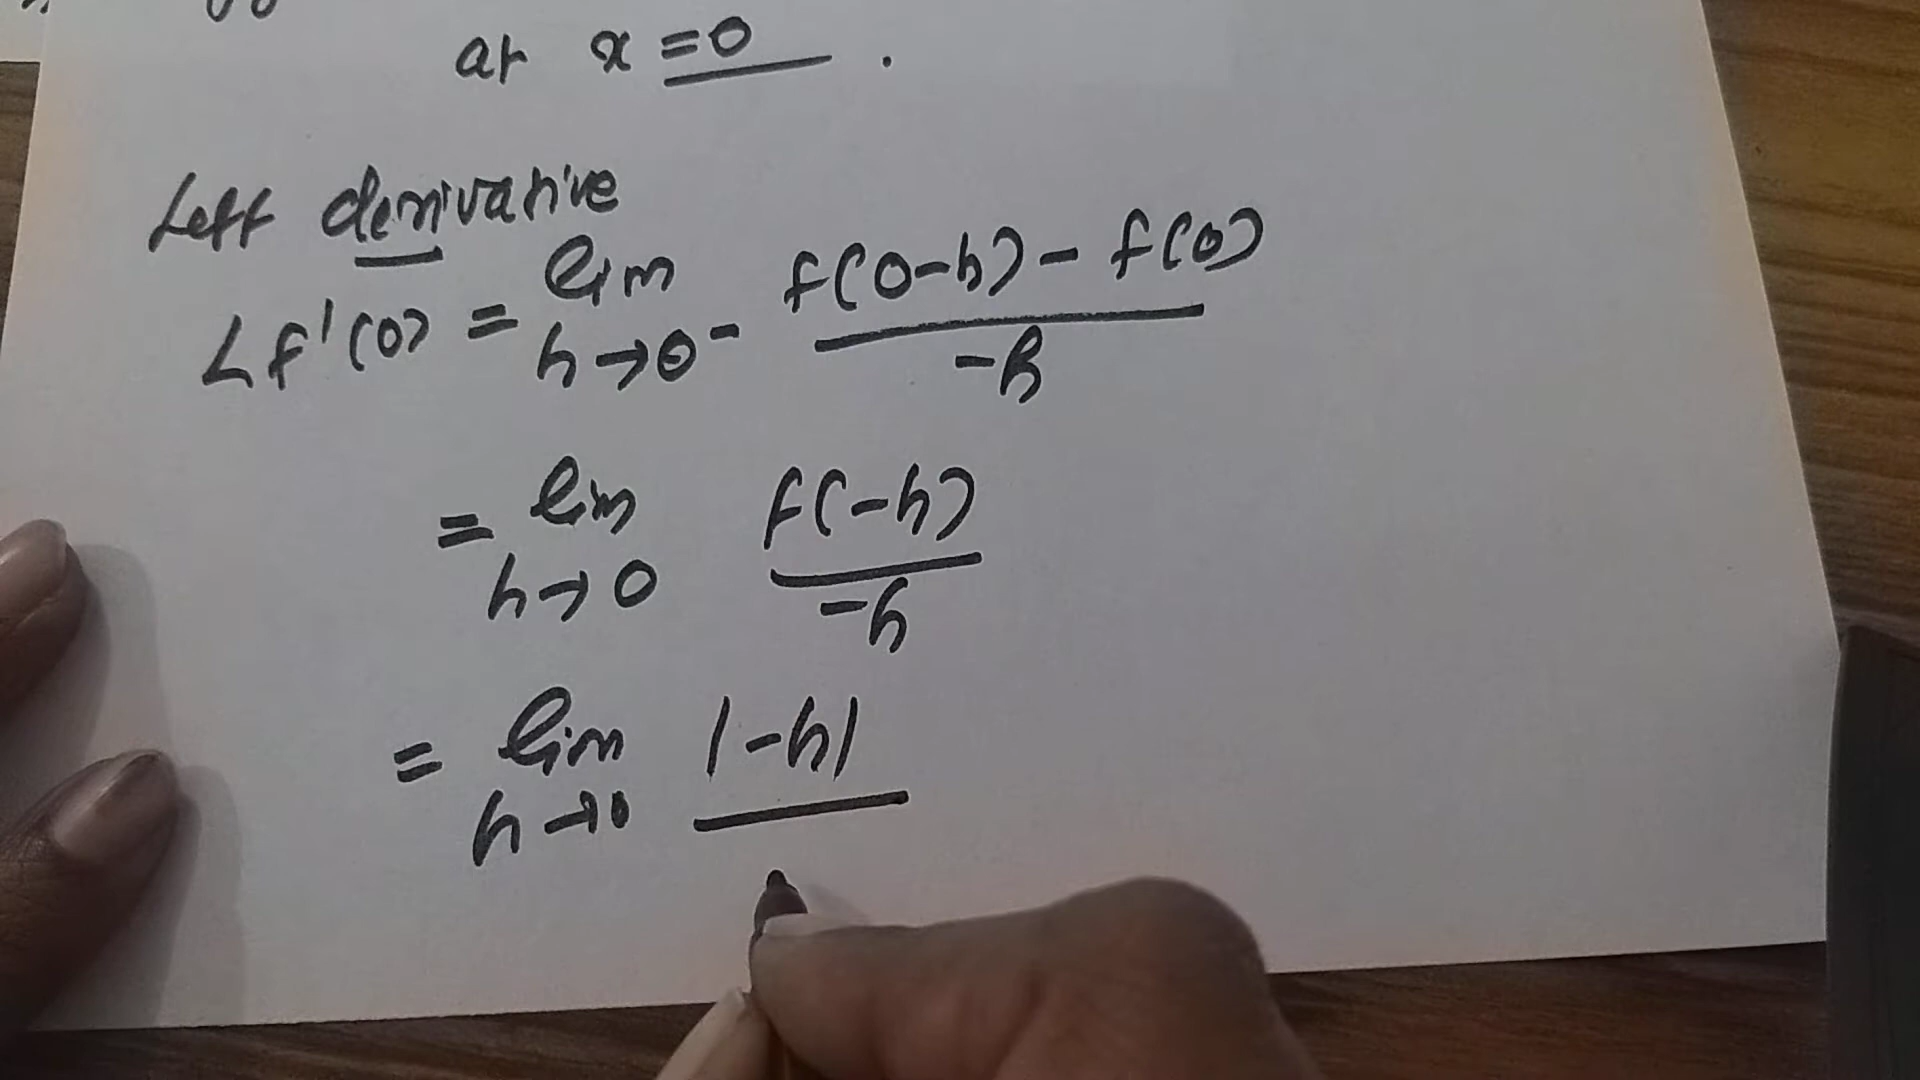 at x = 0 .
Left derivative
Lf'(0) = lim h→0- f(0-h) - f(0) / -h
= lim h→0 f(-h) / -h
= lim h→0 |-h|